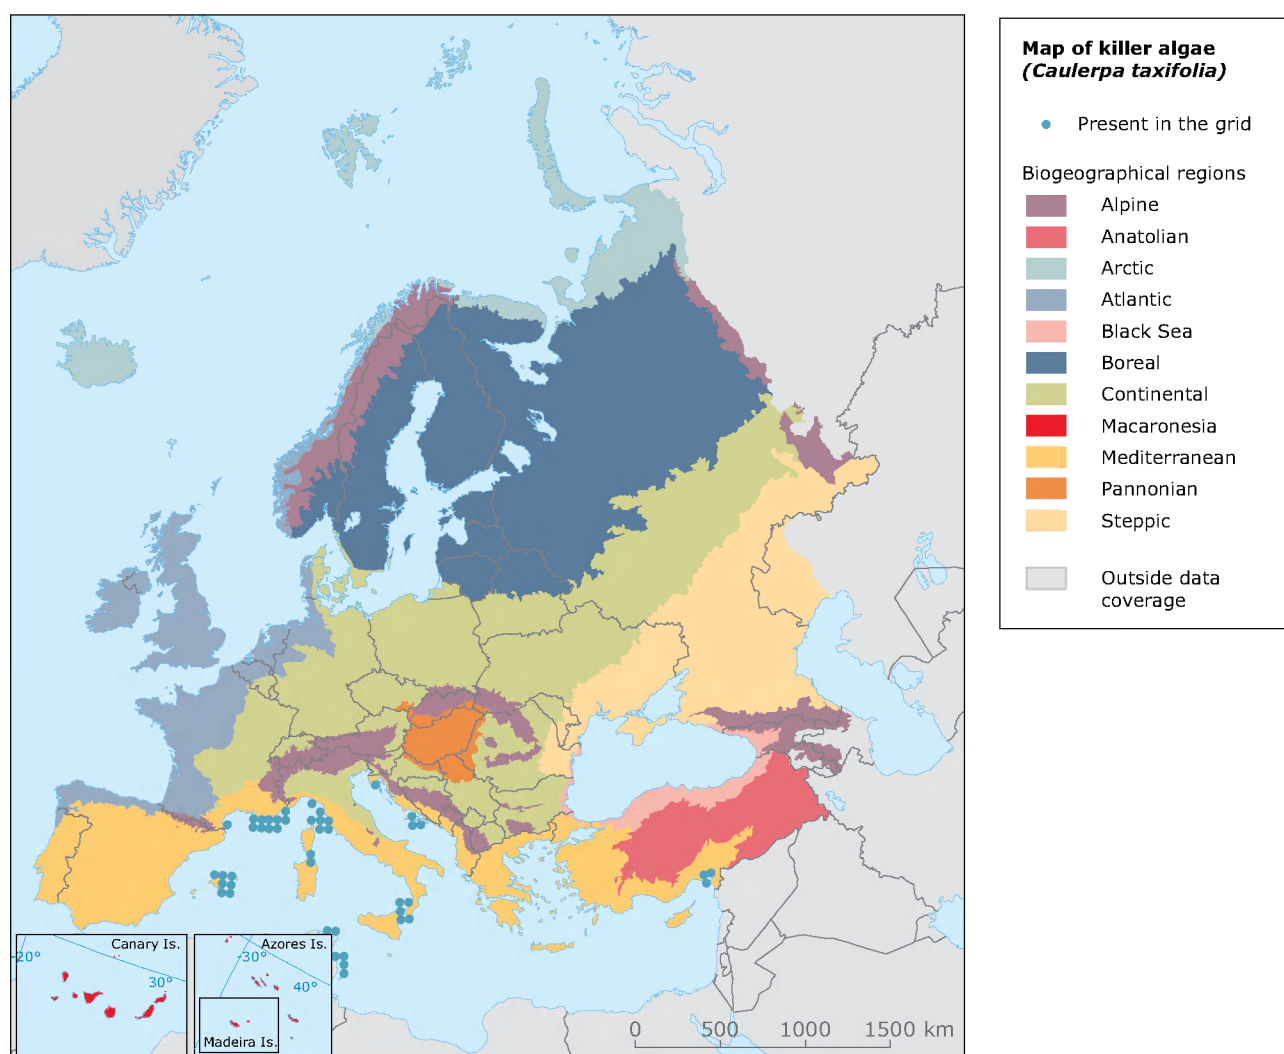 Map of killer algae
(Caulerpa taxifolia)
Present in the grid
Biogeographical regions
Alpine
Anatolian
Arctic
Atlantic
Black Sea
Boreal
Continental
Macaronesia
Mediterranean
Pannonian
Steppic
Outside data
coverage
Canary Is.
20°
30°
Azores Is.
-30°
40°
Madeira Is.
0 500 1000 1500 km